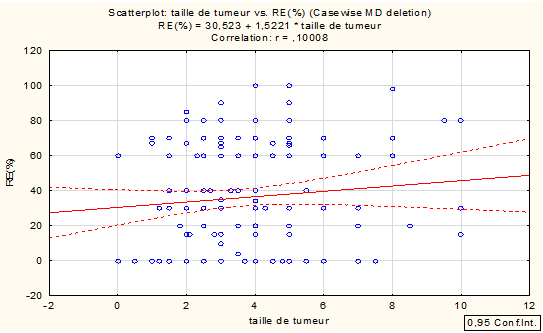 Scatterplot: taille de tumeur vs. RE(%) (Casewise MD deletion)
RE(%) = 30,523 + 1,5221 * taille de tumeur
Correlation: r = ,10008
120
100
80
60
40
20
0
-20
RE(%)
-2 0 2 4 6 8 10 12
taille de tumeur
0,95 Conf.Int.